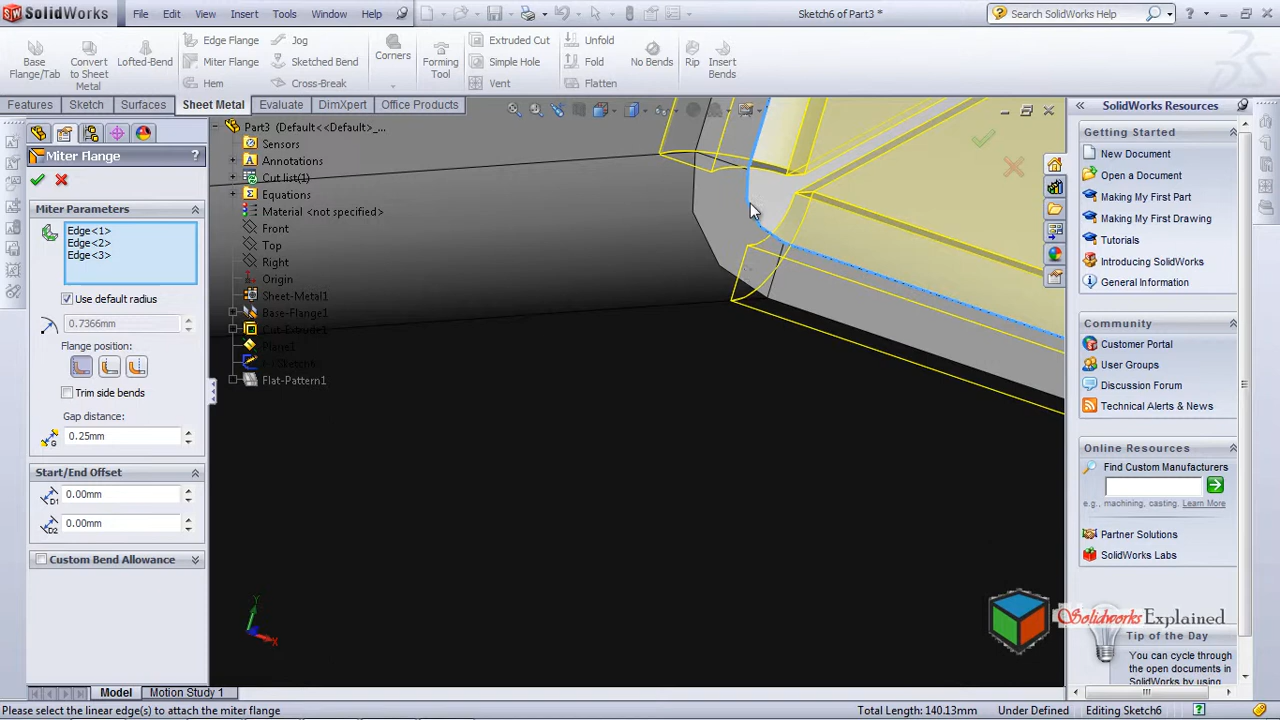 SolidWorks
File
Edit
View
Insert
Tools
Window
Help
Sketch6 of Part3 *
Search SolidWorks Help
Base Flange/Tab
Convert to Sheet Metal
Lofted-Bend
Edge Flange
Miter Flange
Hem
Jog
Sketched Bend
Cross-Break
Corners
Forming Tool
Extruded Cut
Simple Hole
Vent
Unfold
Fold
Flatten
No Bends
Rip
Insert Bends
Features
Sketch
Surfaces
Sheet Metal
Evaluate
DimXpert
Office Products
Miter Flange
?
Miter Parameters
Edge<1>
Edge<2>
Edge<3>
Use default radius
0.7366mm
Flange position:
Trim side bends
Gap distance:
0.25mm
Start/End Offset
D1
0.00mm
D2
0.00mm
Custom Bend Allowance
Part3 (Default<<Default>_...
Sensors
Annotations
Cut list(1)
Equations
Material <not specified>
Front
Top
Right
Origin
Sheet-Metal1
Base-Flange1
Cut-Extrude1
Plane1
(-) Sketch6
Flat-Pattern1
Y
X
SolidWorks Resources
Getting Started
New Document
Open a Document
Making My First Part
Making My First Drawing
Tutorials
Introducing SolidWorks
General Information
Community
Customer Portal
User Groups
Discussion Forum
Technical Alerts & News
Online Resources
Find Custom Manufacturers
e.g., machining, casting. Learn More
Partner Solutions
SolidWorks Labs
Solidworks Explained
Tip of the Day
You can cycle through
the open documents in
SolidWorks by using
Model
Motion Study 1
Please select the linear edge(s) to attach the miter flange
Total Length: 140.13mm
Under Defined
Editing Sketch6